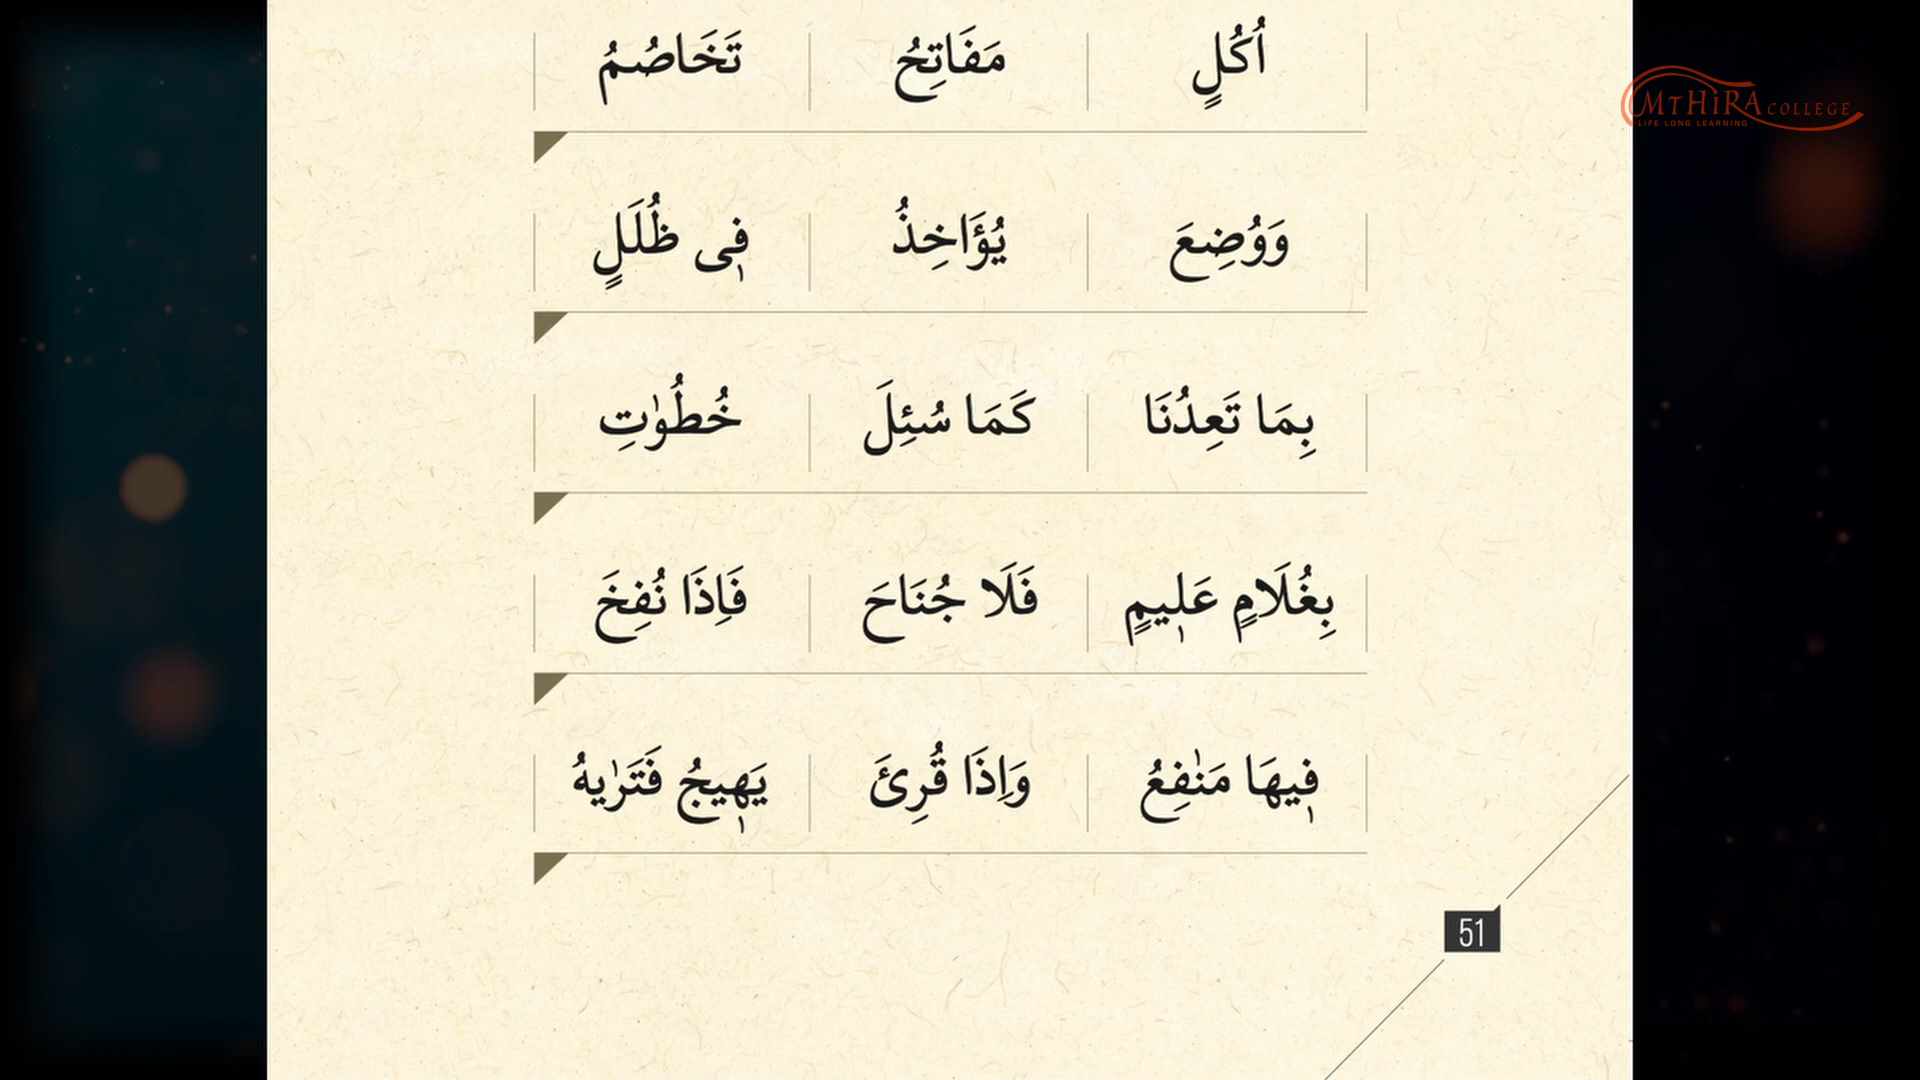 اُكُلٍ مَفَاتِحُ تَخَاصُمُ
MTHIRA COLLEGE
LIFE LONG LEARNING
وَوُضِعَ يُؤَاخِذُ فٖى ظُلَلٍ
بِمَا تَعِدُنَا كَمَا سُئِلَ خُطُوٰتِ
بِغُلَامٍ عَلٖيمٍ فَلَا جُنَاحَ فَاِذَا نُفِخَ
فٖيهَا مَنٰفِعُ وَاِذَا قُرِئَ يَهٖيجُ فَتَرٰيهُ
51